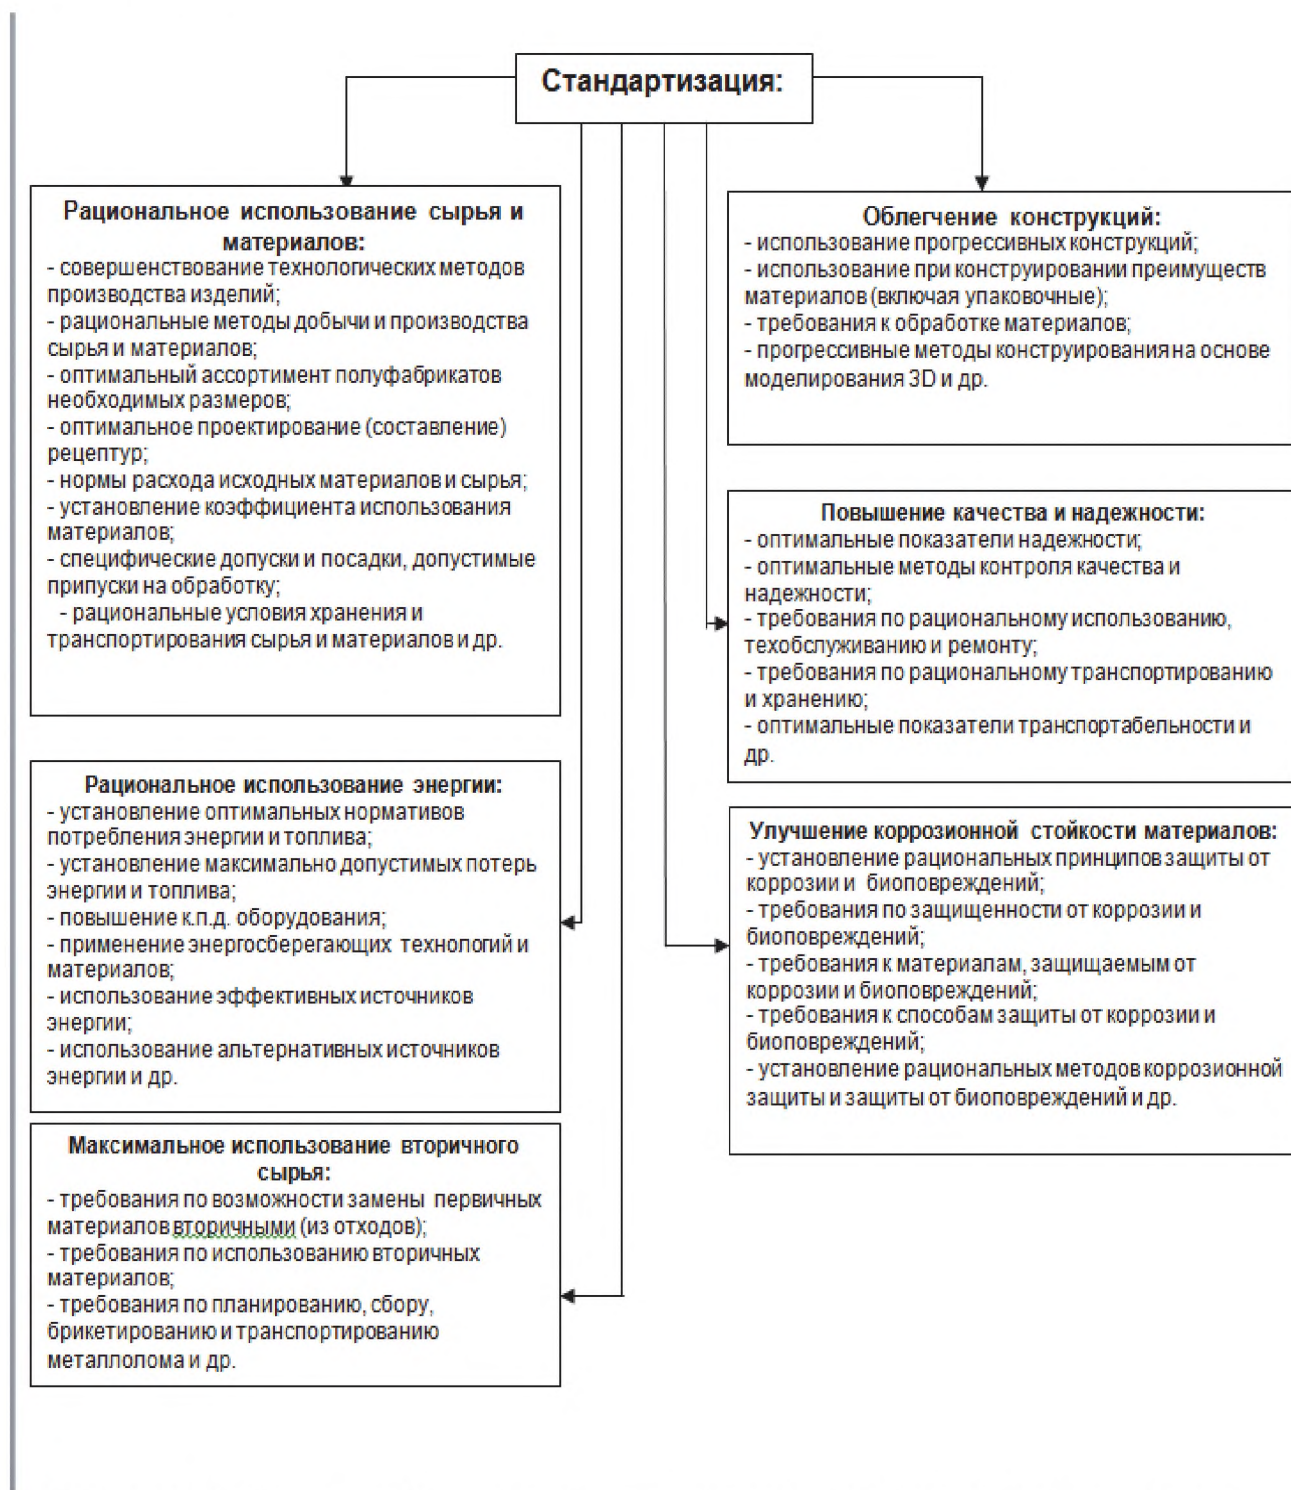 Стандартизация:
Рациональное использование сырья и
материалов:
- совершенствование технологических методов
производства изделий;
- рациональные методы добычи и производства
сырья и материалов;
- оптимальный ассортимент полуфабрикатов
необходимых размеров;
- оптимальное проектирование (составление)
рецептур;
- нормы расхода исходных материалов и сырья;
- установление коэффициента использования
материалов;
- специфические допуски и посадки, допустимые
припуски на обработку;
- рациональные условия хранения и
транспортирования сырья и материалов и др.
Рациональное использование энергии:
- установление оптимальных нормативов
потребления энергии и топлива;
- установление максимально допустимых потерь
энергии и топлива;
- повышение к.п.д. оборудования;
- применение энергосберегающих технологий и
материалов;
- использование эффективных источников
энергии;
- использование альтернативных источников
энергии и др.
Максимальное использование вторичного
сырья:
- требования по возможности замены первичных
материалов вторичными (из отходов);
- требования по использованию вторичных
материалов;
- требования по планированию, сбору,
брикетированию и транспортированию
металлолома и др.
Облегчение конструкций:
- использование прогрессивных конструкций;
- использование при конструировании преимуществ
материалов (включая упаковочные);
- требования к обработке материалов;
- прогрессивные методы конструирования на основе
моделирования 3D и др.
Повышение качества и надежности:
- оптимальные показатели надежности;
- оптимальные методы контроля качества и
надежности;
- требования по рациональному использованию,
техобслуживанию и ремонту;
- требования по рациональному транспортированию
и хранению;
- оптимальные показатели транспортабельности и
др.
Улучшение коррозионной стойкости материалов:
- установление рациональных принципов защиты от
коррозии и биоповреждений;
- требования по защищенности от коррозии и
биоповреждений;
- требования к материалам, защищаемым от
коррозии и биоповреждений;
- требования к способам защиты от коррозии и
биоповреждений;
- установление рациональных методов коррозионной
защиты и защиты от биоповреждений и др.